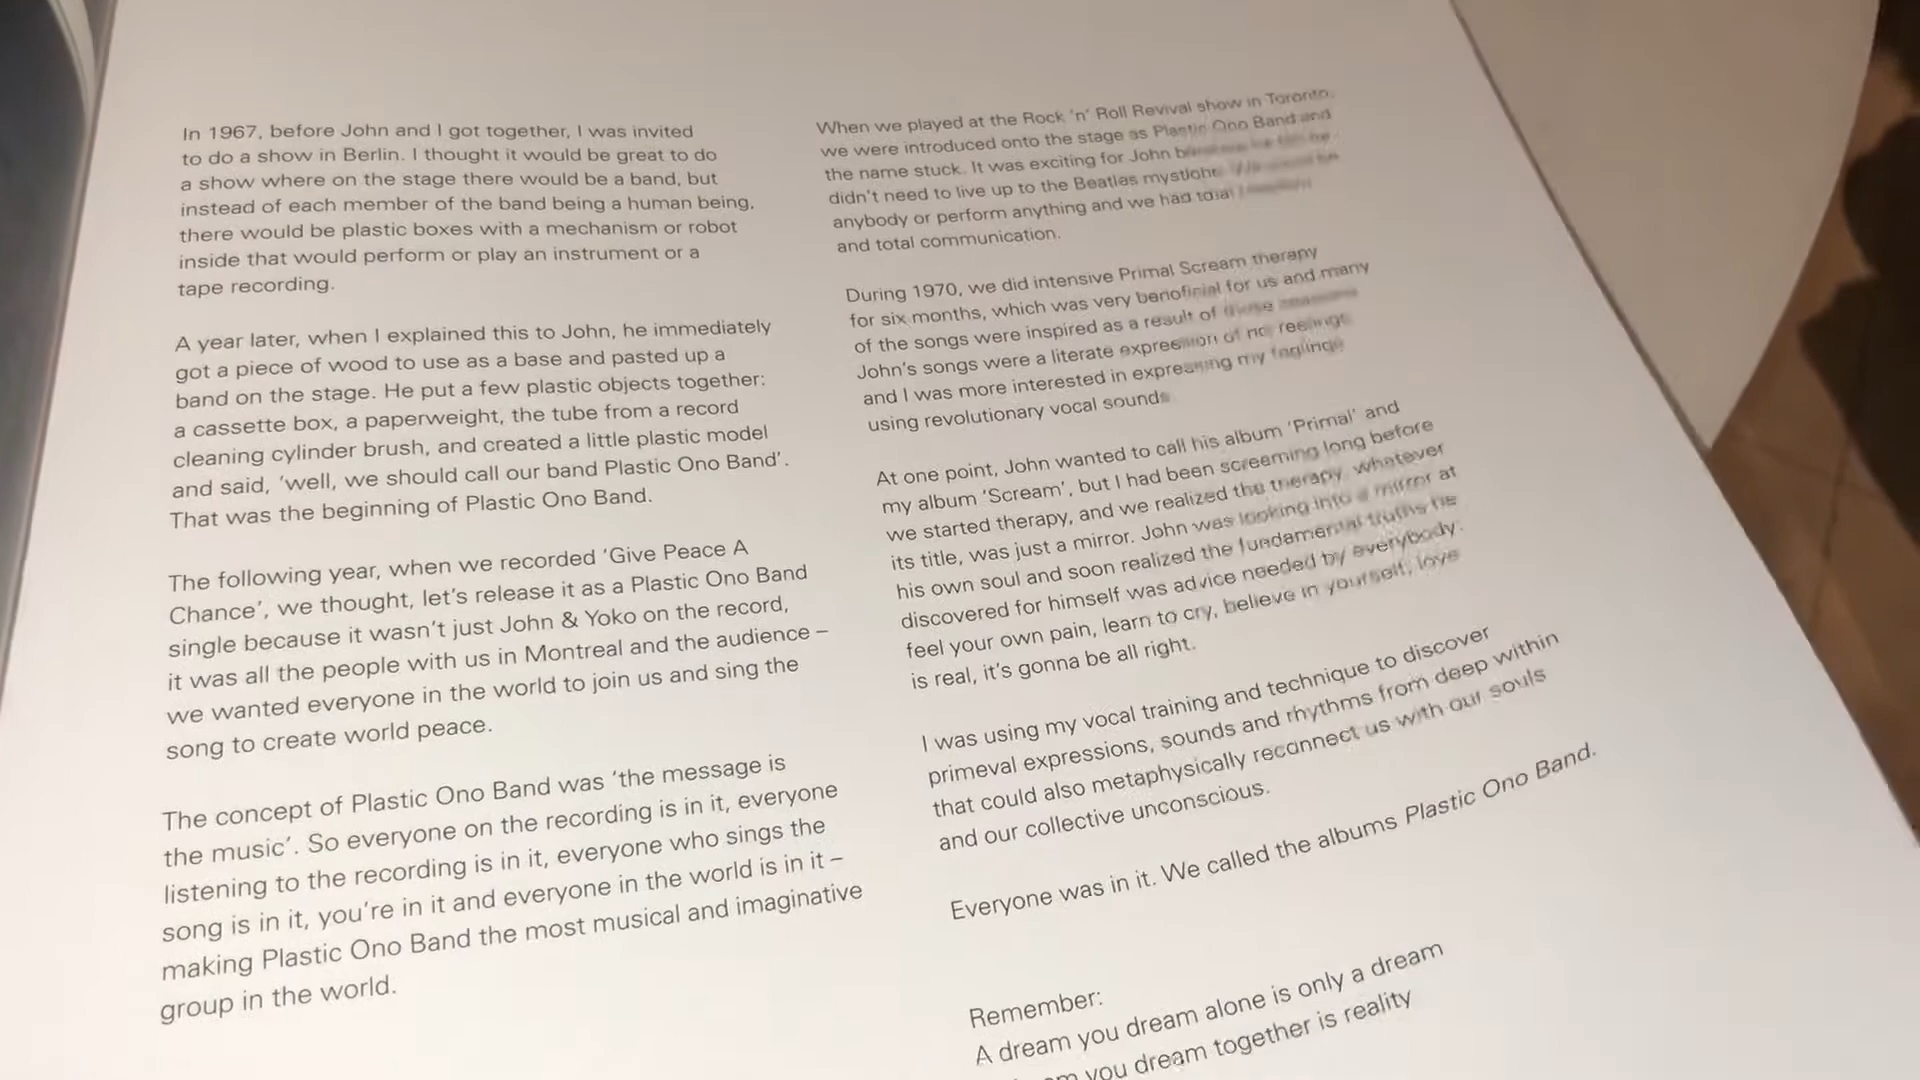 In 1967, before John and I got together, I was invited
to do a show in Berlin. I thought it would be great to do
a show where on the stage there would be a band, but
instead of each member of the band being a human being,
there would be plastic boxes with a mechanism or robot
inside that would perform or play an instrument or a
tape recording.
A year later, when I explained this to John, he immediately
got a piece of wood to use as a base and pasted up a
band on the stage. He put a few plastic objects together:
a cassette box, a paperweight, the tube from a record
cleaning cylinder brush, and created a little plastic model
and said, ‘well, we should call our band Plastic Ono Band’.
That was the beginning of Plastic Ono Band.
The following year, when we recorded ‘Give Peace A
Chance’, we thought, let’s release it as a Plastic Ono Band
single because it wasn’t just John & Yoko on the record,
it was all the people with us in Montreal and the audience –
we wanted everyone in the world to join us and sing the
song to create world peace.
The concept of Plastic Ono Band was ‘the message is
the music’. So everyone on the recording is in it, everyone
listening to the recording is in it, everyone who sings the
song is in it, you’re in it and everyone in the world is in it –
making Plastic Ono Band the most musical and imaginative
group in the world.
When we played at the Rock ‘n’ Roll Revival show in Toronto,
we were introduced onto the stage as Plastic Ono Band and
the name stuck. It was exciting for John
didn’t need to live up to the Beatles mystique.
anybody or perform anything and we had total
and total communication.
During 1970, we did intensive Primal Scream therapy
for six months, which was very beneficial for us and many
of the songs were inspired as a result of these
John’s songs were a literate expression of feelings
and I was more interested in expressing my feelings
using revolutionary vocal sounds
At one point, John wanted to call his album ‘Primal’ and
my album ‘Scream’, but I had been screaming long before
we started therapy, and we realized the therapy, whatever
its title, was just a mirror. John was looking into a mirror at
his own soul and soon realized the fundamental truths he
discovered for himself was advice needed by everybody:
feel your own pain, learn to cry, believe in yourself, love
is real, it’s gonna be all right.
I was using my vocal training and technique to discover
primeval expressions, sounds and rhythms from deep within
that could also metaphysically reconnect us with our souls
and our collective unconscious.
Everyone was in it. We called the albums Plastic Ono Band.
Remember:
A dream you dream alone is only a dream
you dream together is reality